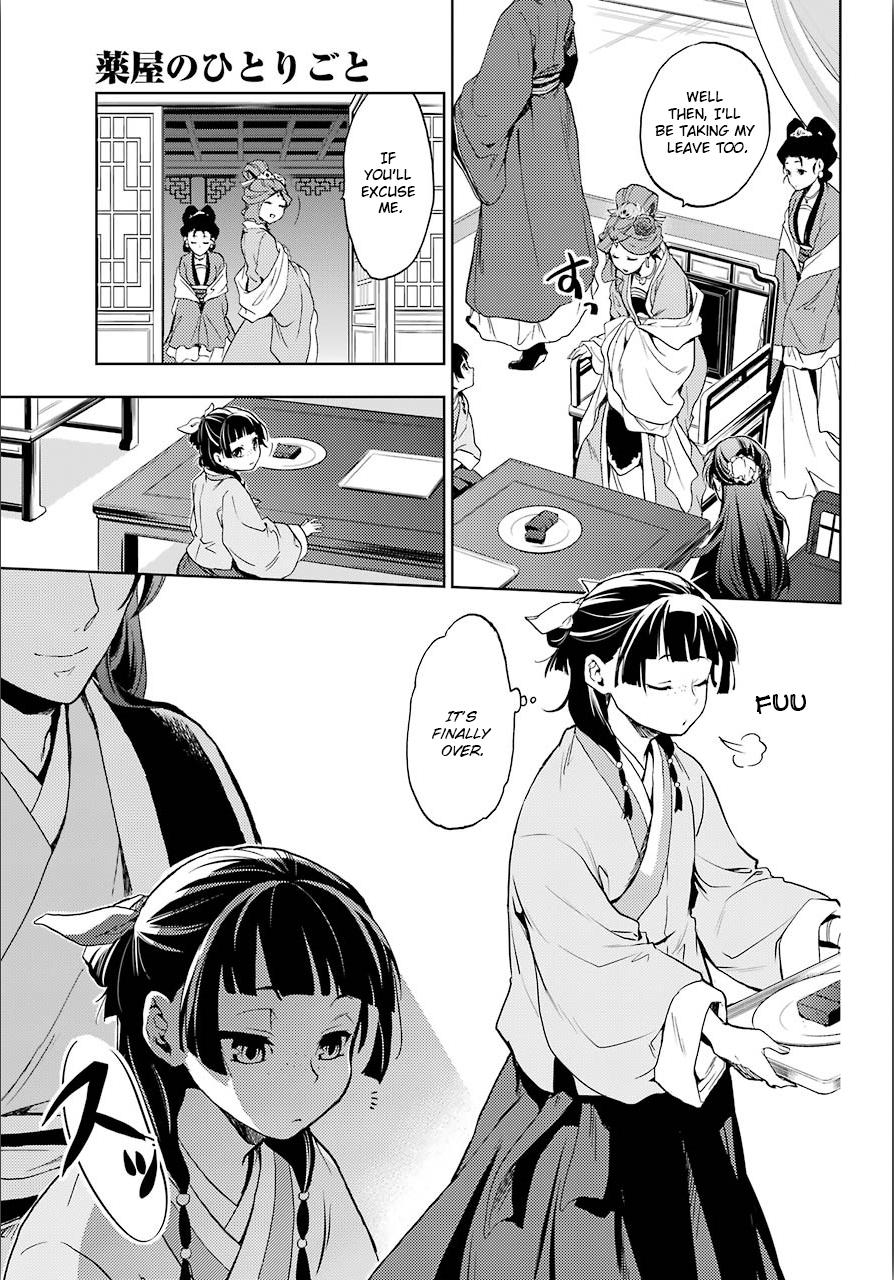 薬屋のひとりごと
WELL
THEN, I'LL
BE TAKING MY
LEAVE TOO.
すっ
IF
YOU'LL
EXCUSE
ME.
FUU
IT'S
FINALLY
OVER.
スッ